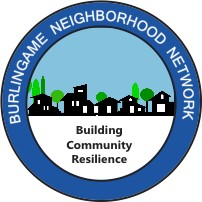 BURLINGAME NEIGHBORHOOD NETWORK
Building
Community
Resilience